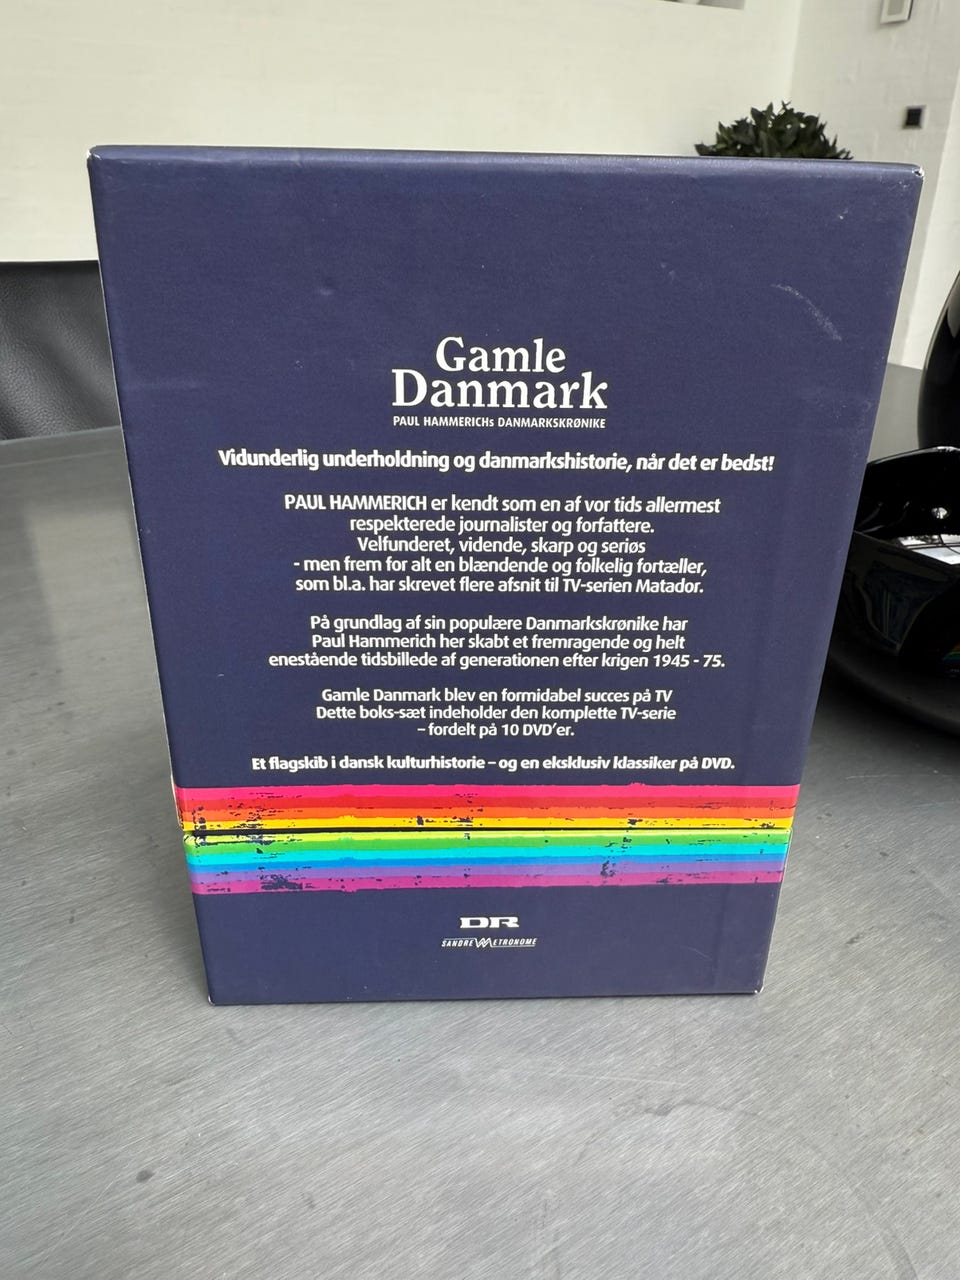 Gamle
Danmark
PAUL HAMMERICHs DANMARKSKRØNIKE
Vidunderlig underholdning og danmarkshistorie, når det er bedst!
PAUL HAMMERICH er kendt som en af vor tids allermest
respekterede journalister og forfattere.
Velfunderet, vidende, skarp og seriøs
- men frem for alt en blændende og folkelig fortæller,
som bl.a. har skrevet flere afsnit til TV-serien Matador.
På grundlag af sin populære Danmarkskrønike har
Paul Hammerich her skabt et fremragende og helt
enestående tidsbillede af generationen efter krigen 1945 - 75.
Gamle Danmark blev en formidabel succes på TV
Dette boks-sæt indeholder den komplette TV-serie
– fordelt på 10 DVD'er.
Et flagskib i dansk kulturhistorie – og en eksklusiv klassiker på DVD.
DR
SANDREW METRONOME